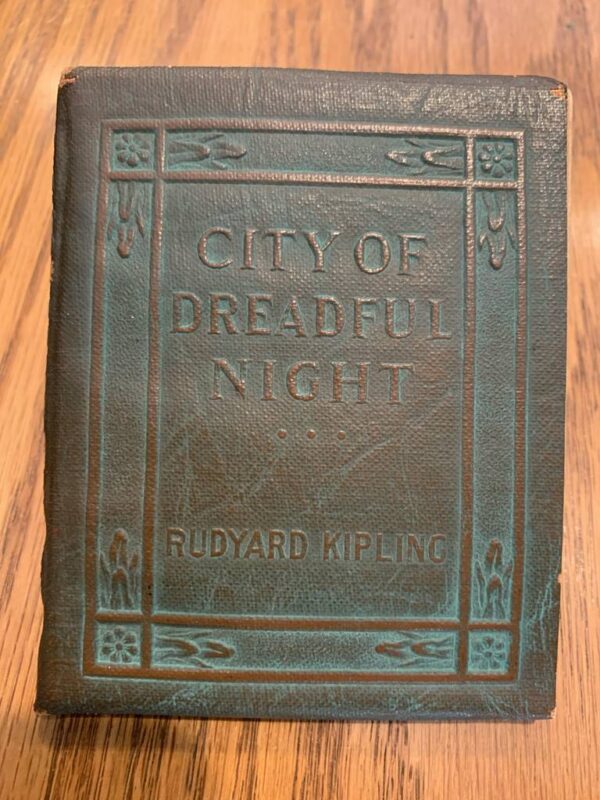 CITY OF
DREADFUL
NIGHT
• • •
RUDYARD KIPLING